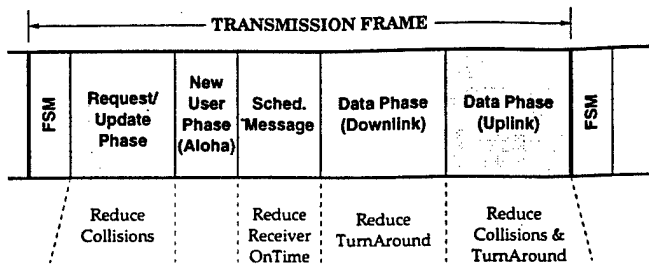 TRANSMISSION FRAME
FSM
Request/
Update
Phase
New
User
Phase
(Aloha)
Sched.
Message
Data Phase
(Downlink)
Data Phase
(Uplink)
FSM
Reduce
Collisions
Reduce
Receiver
OnTime
Reduce
TurnAround
Reduce
Collisions &
TurnAround